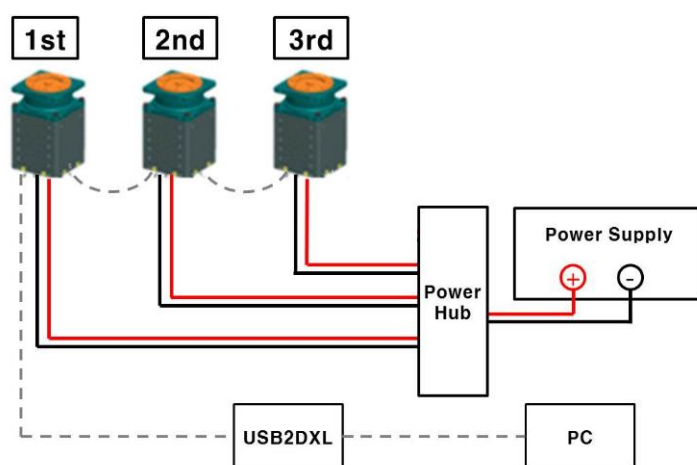 1st
2nd
3rd
Power Supply
+
-
Power
Hub
USB2DXL
PC